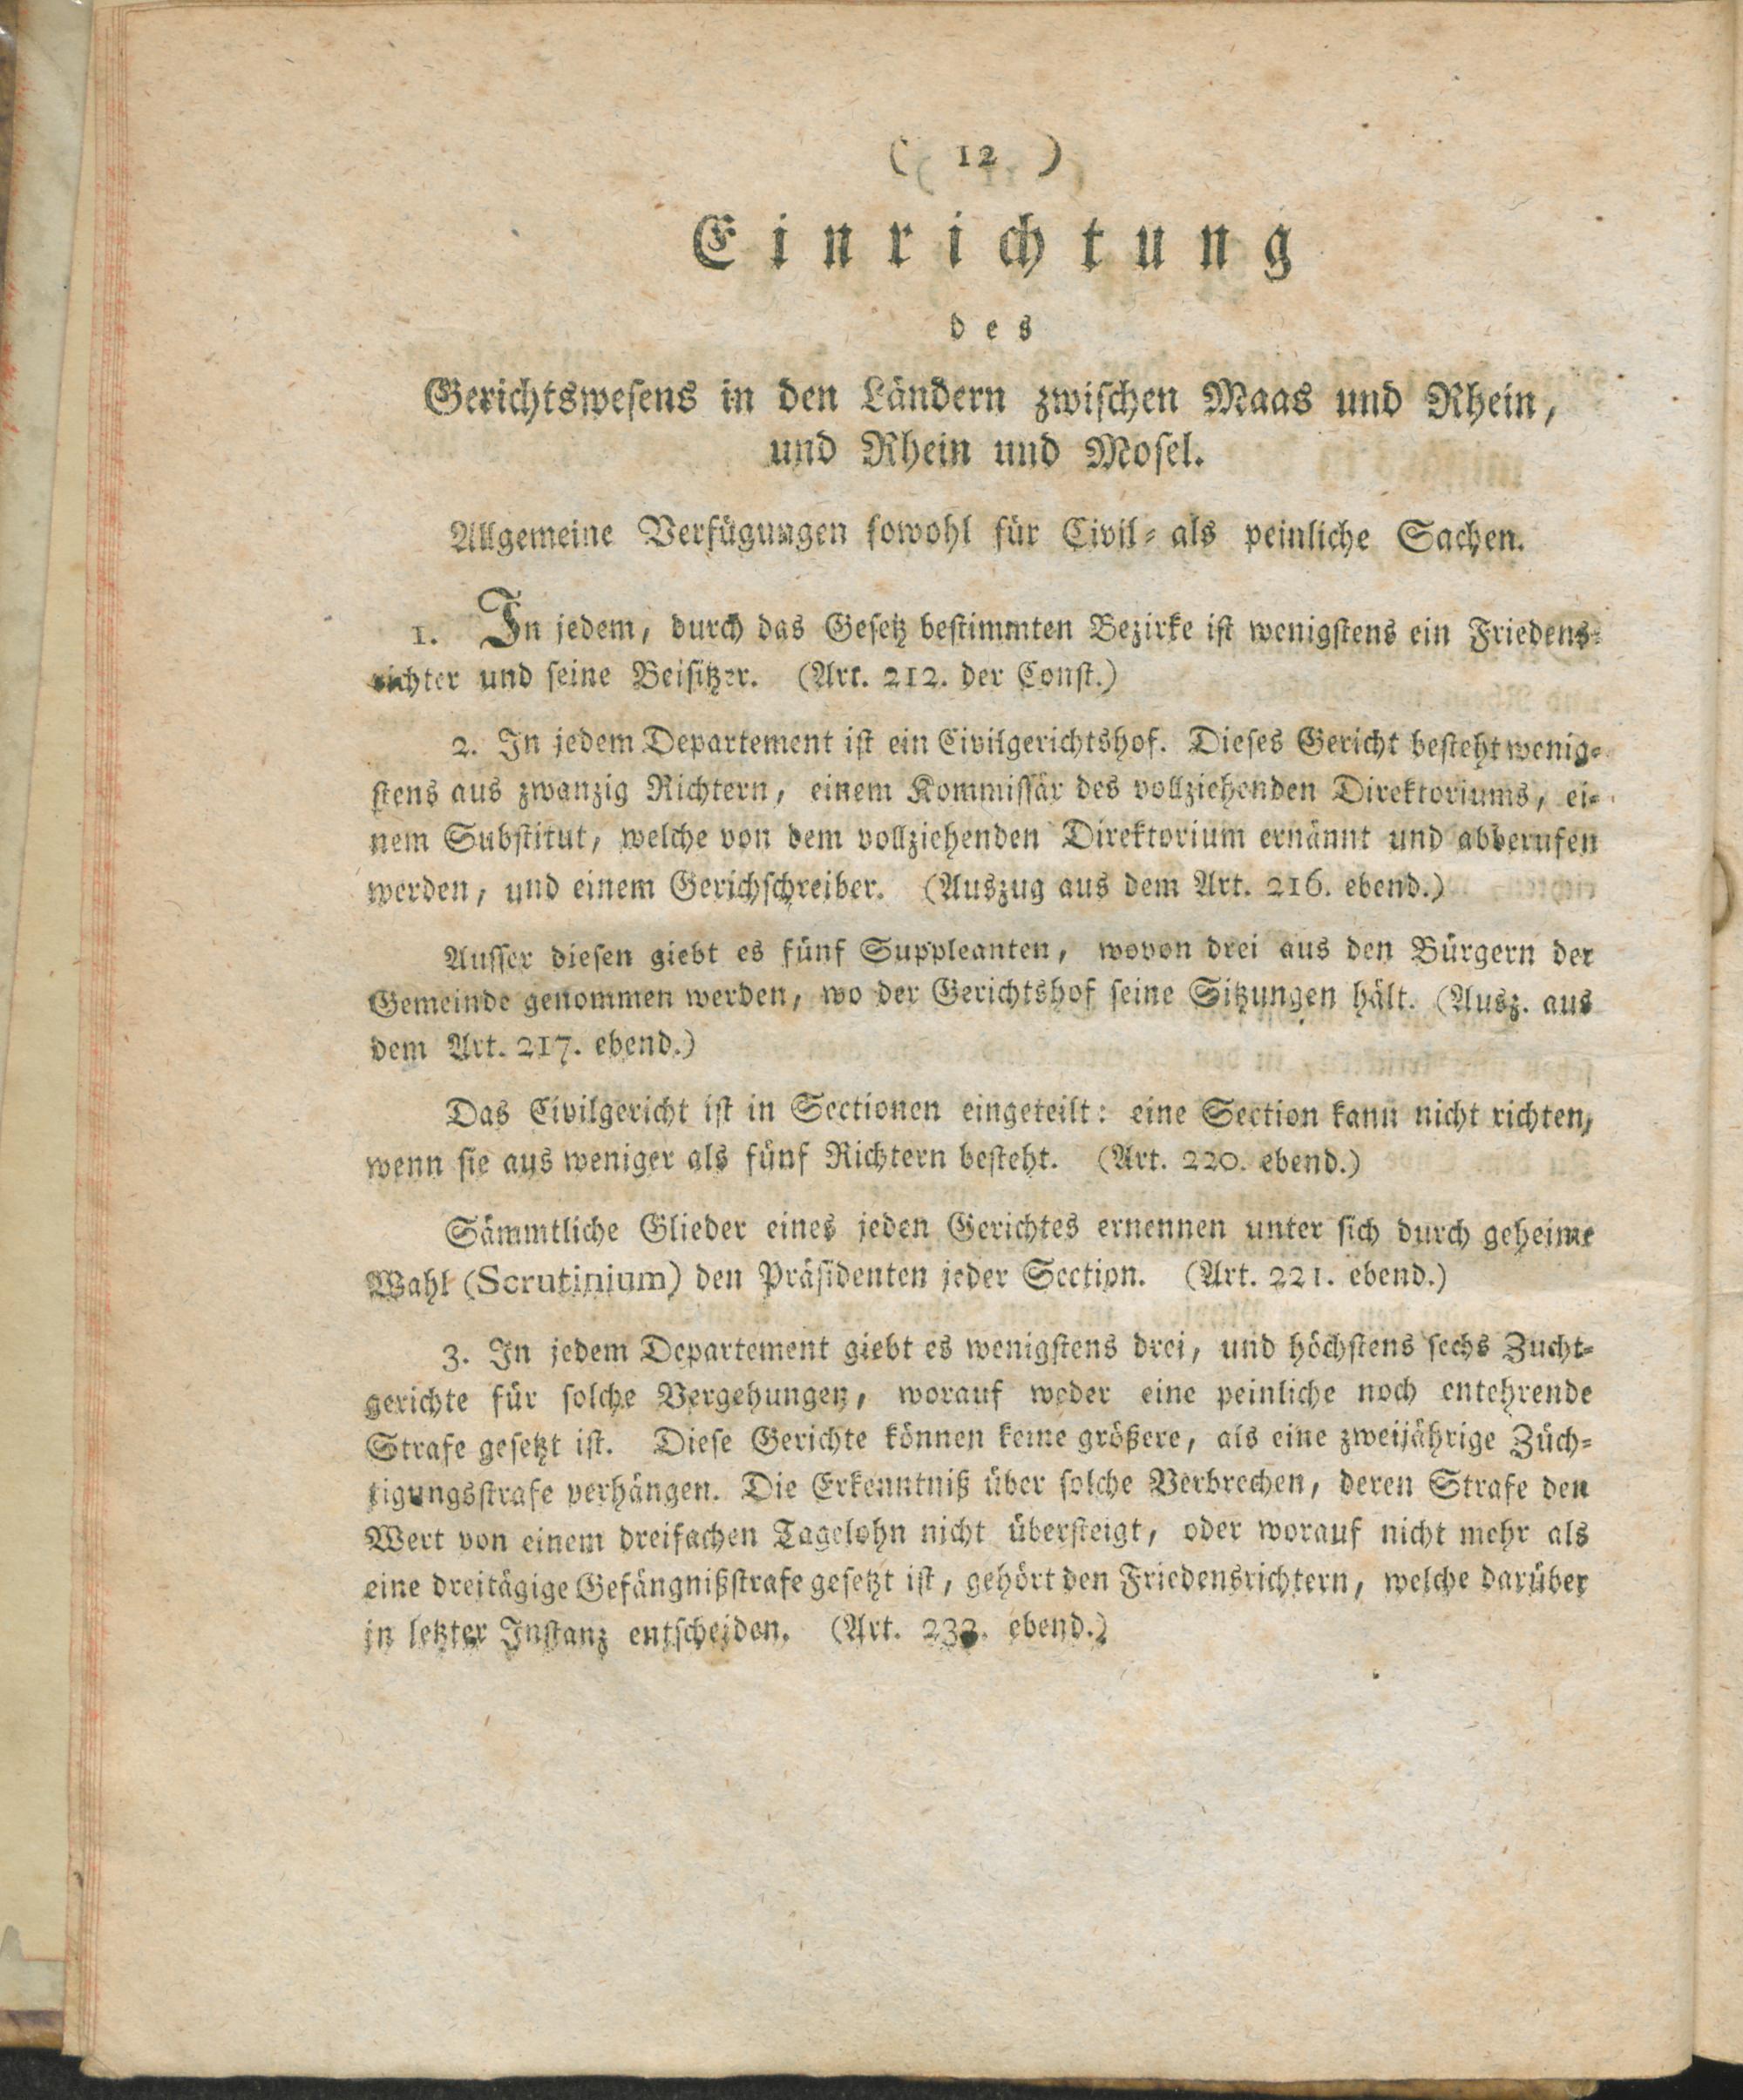 ( 12 )
Einrichtung
des
Gerichtswesens in den Ländern zwischen Maas und Rhein,
und Rhein und Mosel.
Allgemeine Verfügungen sowohl für Civil- als peinliche Sachen.
1. In jedem, durch das Gesetz bestimmten Bezirke ist wenigstens ein Friedens-
richter und seine Beisitzer. (Art. 212. der Const.)
2. In jedem Departement ist ein Civilgerichtshof. Dieses Gericht besteht wenig-
stens aus zwanzig Richtern, einem Kommissär des vollziehenden Direktoriums, ei-
nem Substitut, welche von dem vollziehenden Direktorium ernännt und abberufen
werden, und einem Gerichschreiber. (Auszug aus dem Art. 216. ebend.)
Ausser diesen giebt es fünf Suppleanten, wovon drei aus den Bürgern der
Gemeinde genommen werden, wo der Gerichtshof seine Sitzungen hält. (Ausz. aus
dem Art. 217. ebend.)
Das Civilgericht ist in Sectionen eingeteilt: eine Section kann nicht richten,
wenn sie aus weniger als fünf Richtern besteht. (Art. 220. ebend.)
Sämmtliche Glieder eines jeden Gerichtes ernennen unter sich durch geheime
Wahl (Scrutinium) den Präsidenten jeder Section. (Art. 221. ebend.)
3. In jedem Departement giebt es wenigstens drei, und höchstens sechs Zucht-
gerichte für solche Vergehungen, worauf weder eine peinliche noch entehrende
Strafe gesetzt ist. Diese Gerichte können keine größere, als eine zweijährige Züch-
tigungsstrafe verhängen. Die Erkenntniß über solche Verbrechen, deren Strafe den
Wert von einem dreifachen Tagelohn nicht übersteigt, oder worauf nicht mehr als
eine dreitägige Gefängnißstrafe gesetzt ist, gehört den Friedensrichtern, welche darüber
in letzter Instanz entscheiden. (Art. ebend.)